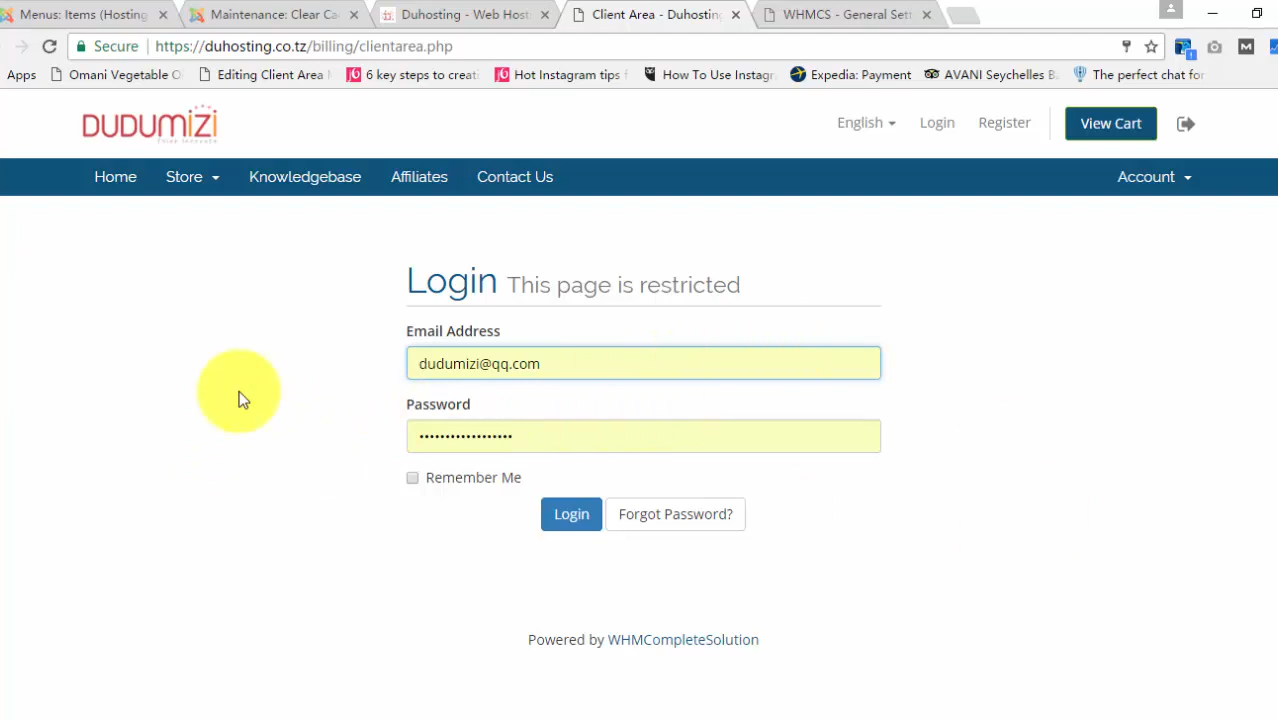 Menus: Items (Hosting
Maintenance: Clear Ca
Duhosting - Web Host
Client Area - Duhosting
WHMCS - General Sett
Secure
https://duhosting.co.tz/billing/clientarea.php
Apps
Omani Vegetable
Editing Client Area
6 key steps to creati
Hot Instagram tips f
How To Use Instagr
Expedia: Payment
AVANI Seychelles B
The perfect chat for
DUDUMIZI
English
Login
Register
View Cart
Home
Store
Knowledgebase
Affiliates
Contact Us
Account
Login This page is restricted
Email Address
dudumizi@qq.com
Password
••••••••••••••••••
Remember Me
Login
Forgot Password?
Powered by WHMCompleteSolution